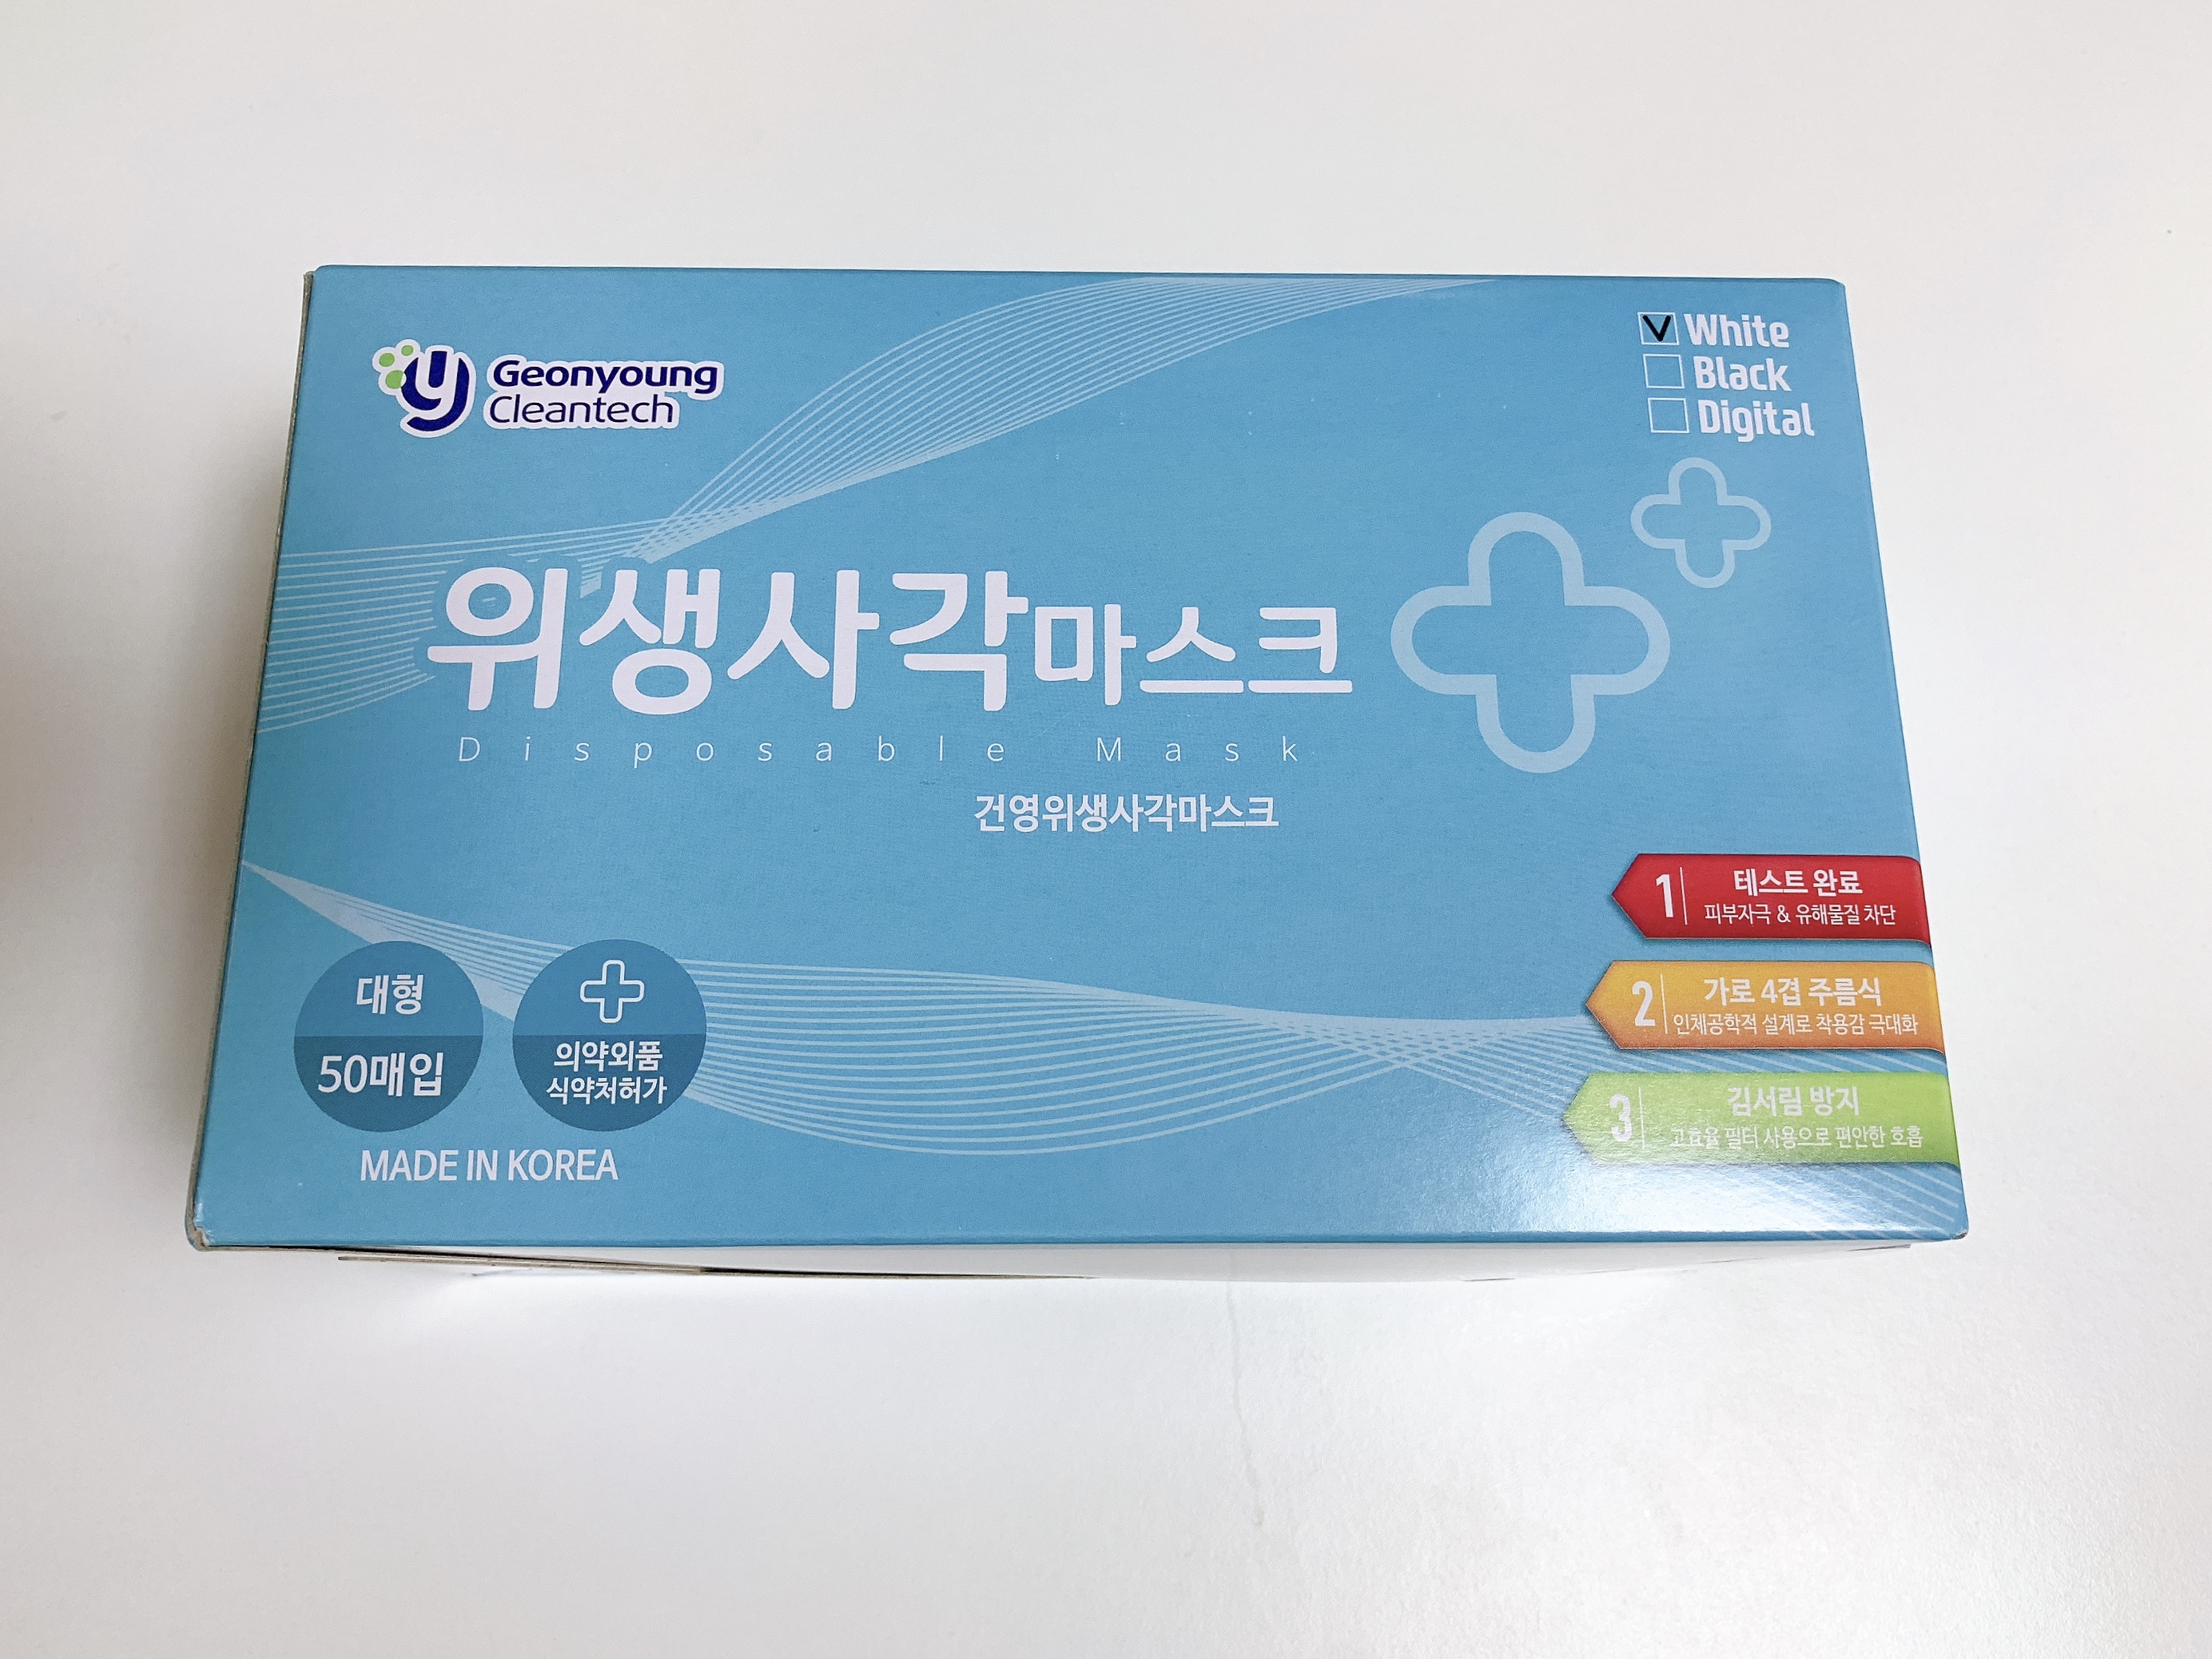 Geonyoung
Cleantech
V White
Black
Digital
위생사각마스크
Disposable Mask
건영위생사각마스크
1 테스트 완료
피부자극 & 유해물질 차단
2 가로 4겹 주름식
인체공학적 설계로 착용감 극대화
3 김서림 방지
고효율 필터 사용으로 편안한 호흡
대형
50매입
의약외품
식약처허가
MADE IN KOREA